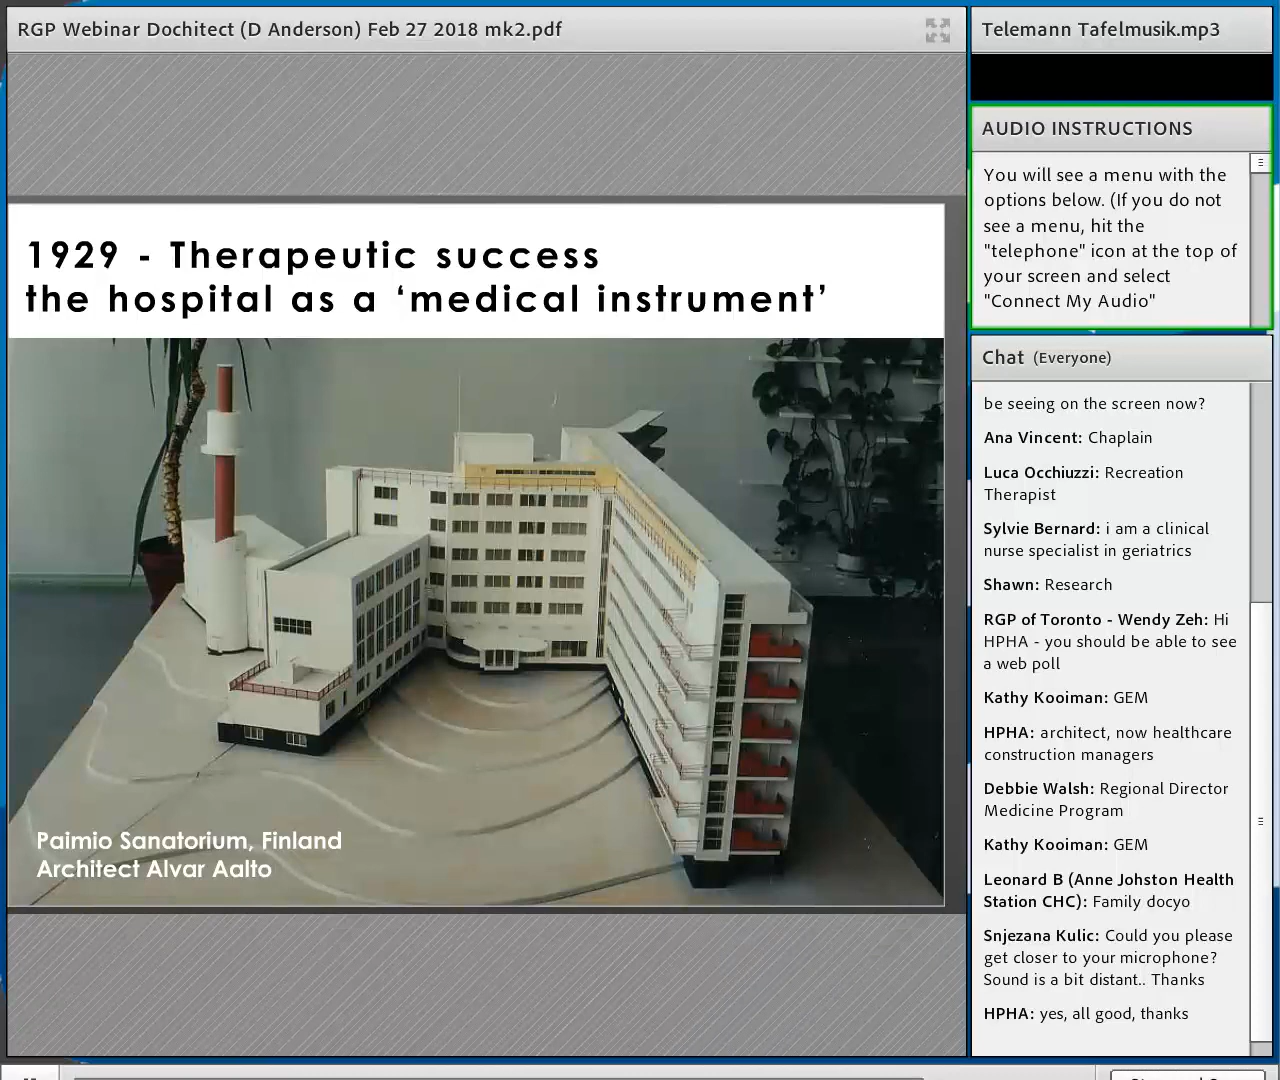 RGP Webinar Dochitect (D Anderson) Feb 27 2018 mk2.pdf
1929 - Therapeutic success
the hospital as a ‘medical instrument’
Paimio Sanatorium, Finland
Architect Alvar Aalto
Telemann Tafelmusik.mp3
AUDIO INSTRUCTIONS
You will see a menu with the
options below. (If you do not
see a menu, hit the
"telephone" icon at the top of
your screen and select
"Connect My Audio"
Chat (Everyone)
be seeing on the screen now?
Ana Vincent: Chaplain
Luca Occhiuzzi: Recreation
Therapist
Sylvie Bernard: i am a clinical
nurse specialist in geriatrics
Shawn: Research
RGP of Toronto - Wendy Zeh: Hi
HPHA - you should be able to see
a web poll
Kathy Kooiman: GEM
HPHA: architect, now healthcare
construction managers
Debbie Walsh: Regional Director
Medicine Program
Kathy Kooiman: GEM
Leonard B (Anne Johston Health
Station CHC): Family docyo
Snjezana Kulic: Could you please
get closer to your microphone?
Sound is a bit distant.. Thanks
HPHA: yes, all good, thanks